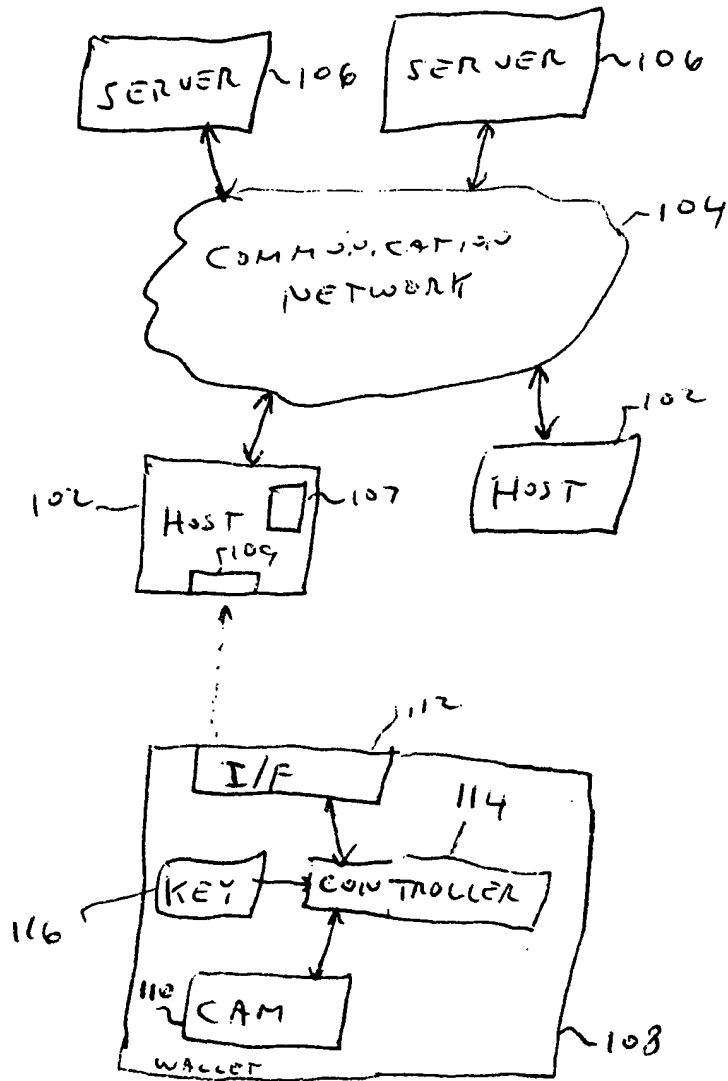 SERVER 106
SERVER 106
104
COMMUNICATION
NETWORK
102
102
HOST
107
HOST
109
112
I/F
114
KEY
CONTROLLER
116
110
CAM
108
WALLET